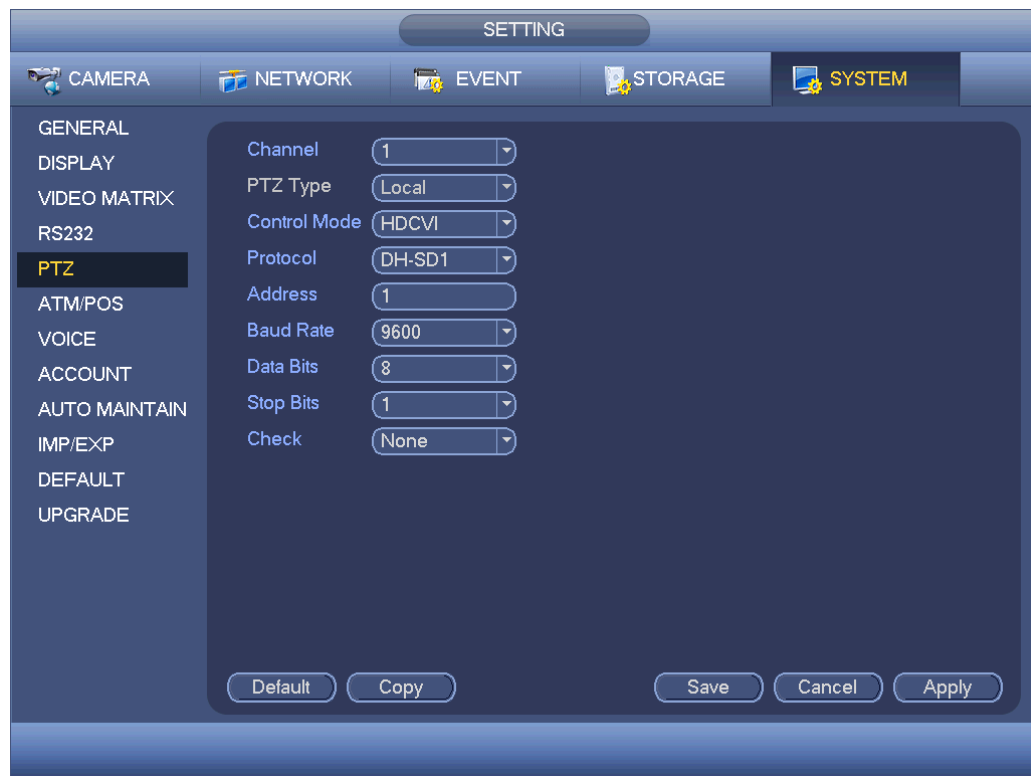 SETTING
CAMERA NETWORK EVENT STORAGE SYSTEM
GENERAL
DISPLAY
VIDEO MATRIX
RS232
PTZ
ATM/POS
VOICE
ACCOUNT
AUTO MAINTAIN
IMP/EXP
DEFAULT
UPGRADE
Channel 1
PTZ Type Local
Control Mode HDCVI
Protocol DH-SD1
Address 1
Baud Rate 9600
Data Bits 8
Stop Bits 1
Check None
Default Copy Save Cancel Apply